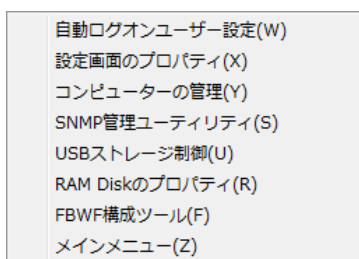 自動ログオンユーザー設定(W)
設定画面のプロパティ(X)
コンピューターの管理(Y)
SNMP管理ユーティリティ(S)
USBストレージ制御(U)
RAM Diskのプロパティ(R)
FBWF構成ツール(F)
メインメニュー(Z)